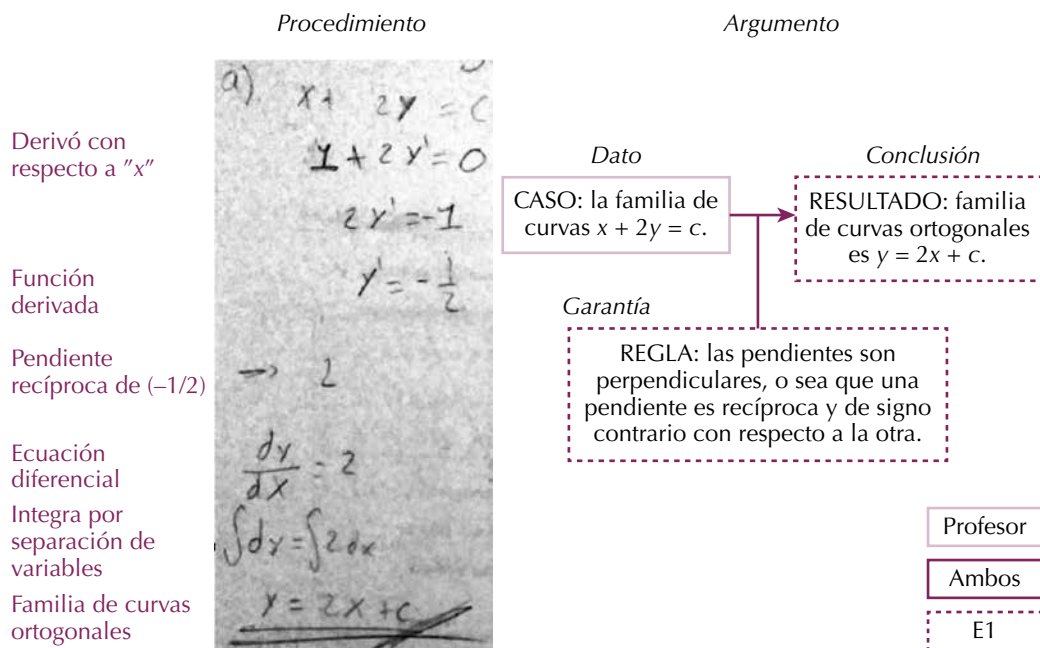 Procedimiento
Argumento
Derivó con
respecto a "x"
Función
derivada
Pendiente
recíproca de (–1/2)
Ecuación
diferencial
Integra por
separación de
variables
Familia de curvas
ortogonales
a)
x + 2y = C
1 + 2y' = 0
2y' = -1
y' = -1/2
→ 2
dy/dx = 2
∫dy = ∫2dx
y = 2x + c
Dato
CASO: la familia de
curvas x + 2y = c.
Conclusión
RESULTADO: familia
de curvas ortogonales
es y = 2x + c.
Garantía
REGLA: las pendientes son
perpendiculares, o sea que una
pendiente es recíproca y de signo
contrario con respecto a la otra.
Profesor
Ambos
E1